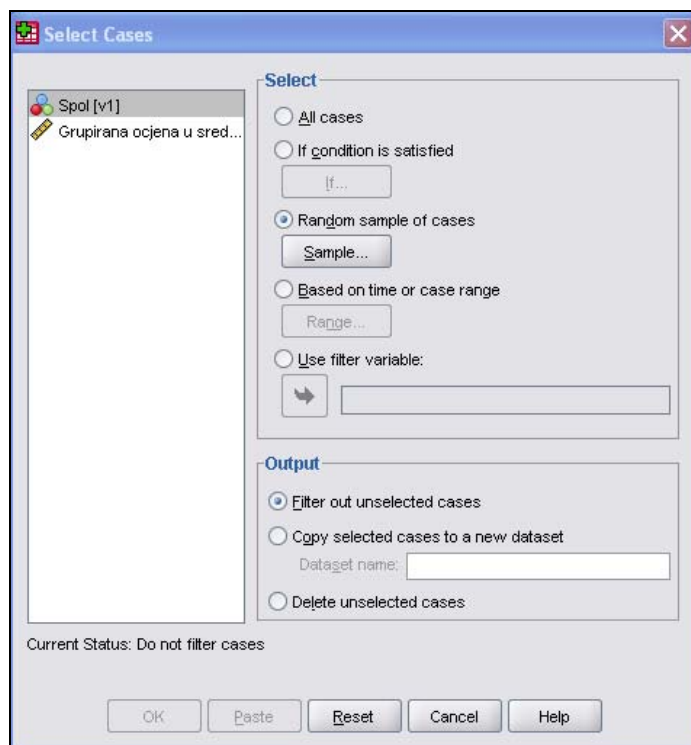 Select Cases
Spol [v1]
Grupirana ocjena u sred...
Select
All cases
If condition is satisfied
If...
Random sample of cases
Sample...
Based on time or case range
Range...
Use filter variable:
Output
Filter out unselected cases
Copy selected cases to a new dataset
Dataset name:
Delete unselected cases
Current Status: Do not filter cases
OK Paste Reset Cancel Help